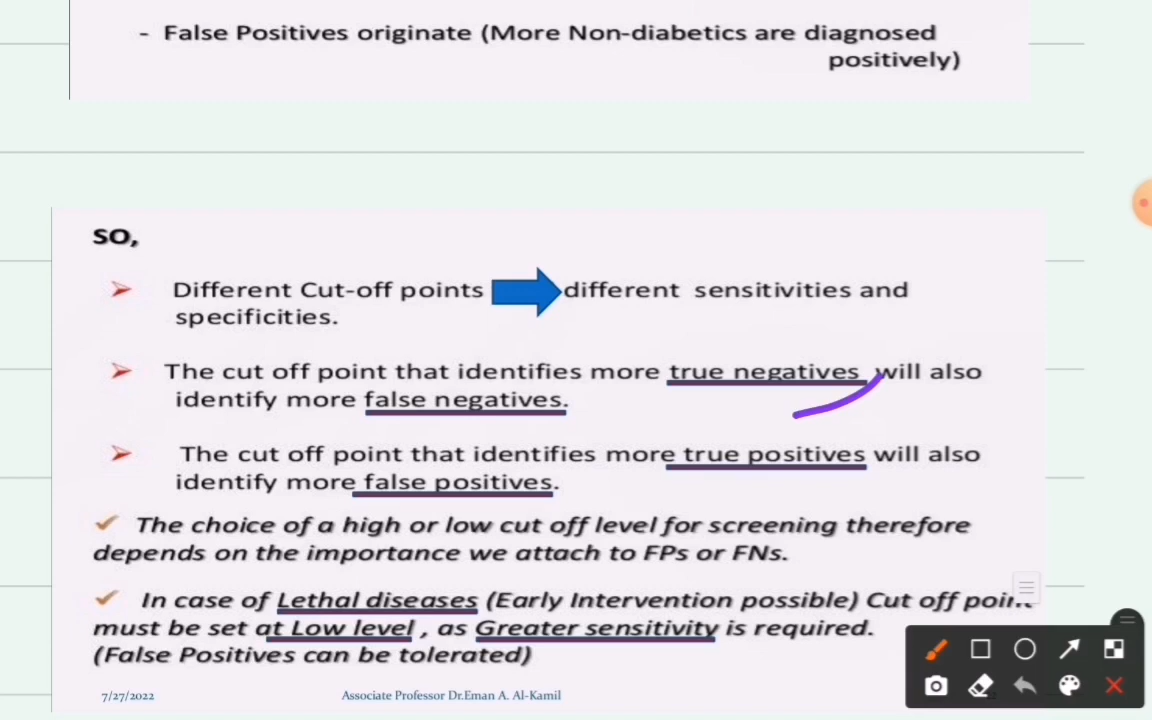 - False Positives originate (More Non-diabetics are diagnosed
positively)
SO,
Different Cut-off points different sensitivities and
specificities.
The cut off point that identifies more true negatives will also
identify more false negatives.
The cut off point that identifies more true positives will also
identify more false positives.
The choice of a high or low cut off level for screening therefore
depends on the importance we attach to FPs or FNs.
In case of Lethal diseases (Early Intervention possible) Cut off point
must be set at Low level , as Greater sensitivity is required.
(False Positives can be tolerated)
7/27/2022 Associate Professor Dr.Eman A. Al-Kamil